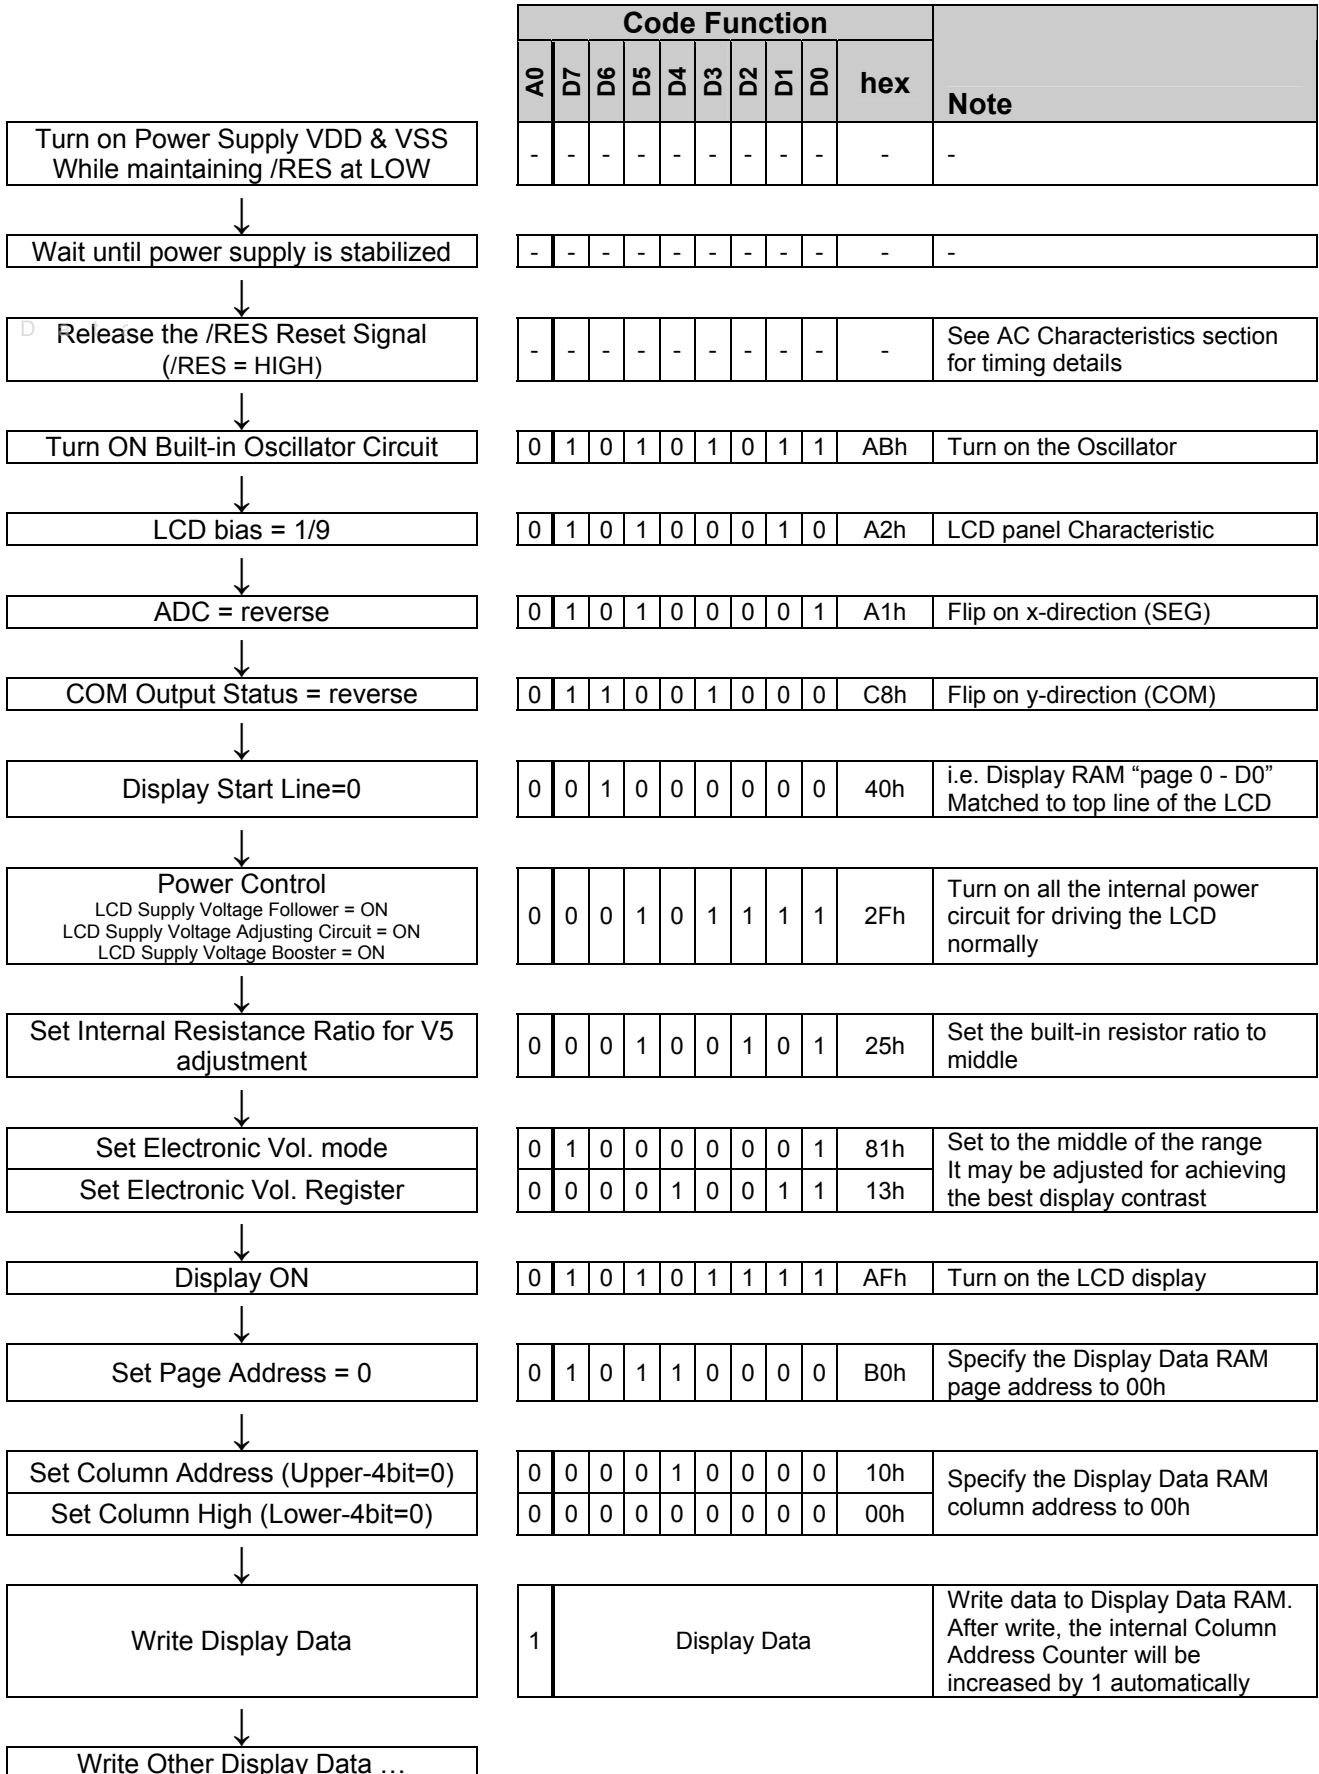 Code Function
A0 D7 D6 D5 D4 D3 D2 D1 D0 hex Note
Turn on Power Supply VDD & VSS
While maintaining /RES at LOW
- - - - - - - - - - -
Wait until power supply is stabilized
- - - - - - - - - - -
Release the /RES Reset Signal
(/RES = HIGH)
- - - - - - - - - -
See AC Characteristics section
for timing details
Turn ON Built-in Oscillator Circuit 0 1 0 1 0 1 0 1 1 ABh Turn on the Oscillator
LCD bias = 1/9 0 1 0 1 0 0 0 1 0 A2h LCD panel Characteristic
ADC = reverse 0 1 0 1 0 0 0 0 1 A1h Flip on x-direction (SEG)
COM Output Status = reverse 0 1 1 0 0 1 0 0 0 C8h Flip on y-direction (COM)
Display Start Line=0 0 0 1 0 0 0 0 0 0 40h
i.e. Display RAM “page 0 - D0”
Matched to top line of the LCD
Power Control
LCD Supply Voltage Follower = ON
LCD Supply Voltage Adjusting Circuit = ON
LCD Supply Voltage Booster = ON
0 0 0 1 0 1 1 1 1 2Fh
Turn on all the internal power
circuit for driving the LCD
normally
Set Internal Resistance Ratio for V5
adjustment
0 0 0 1 0 0 1 0 1 25h
Set the built-in resistor ratio to
middle
Set Electronic Vol. mode 0 1 0 0 0 0 0 0 1 81h
Set Electronic Vol. Register 0 0 0 0 1 0 0 1 1 13h
Set to the middle of the range
It may be adjusted for achieving
the best display contrast
Display ON 0 1 0 1 0 1 1 1 1 AFh Turn on the LCD display
Set Page Address = 0 0 1 0 1 1 0 0 0 0 B0h
Specify the Display Data RAM
page address to 00h
Set Column Address (Upper-4bit=0) 0 0 0 0 1 0 0 0 0 10h
Set Column High (Lower-4bit=0) 0 0 0 0 0 0 0 0 0 00h
Specify the Display Data RAM
column address to 00h
Write Display Data 1 Display Data
Write data to Display Data RAM.
After write, the internal Column
Address Counter will be
increased by 1 automatically
Write Other Display Data …